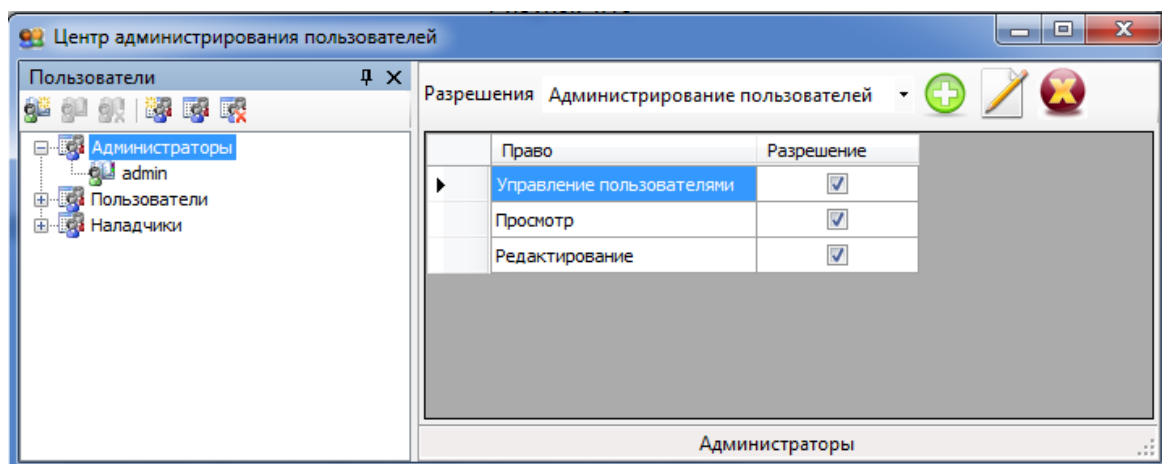 Центр администрирования пользователей
Пользователи
Администраторы
admin
Пользователи
Наладчики
Разрешения Администрирование пользователей
Право Разрешение
Управление пользователями
Просмотр
Редактирование
Администраторы